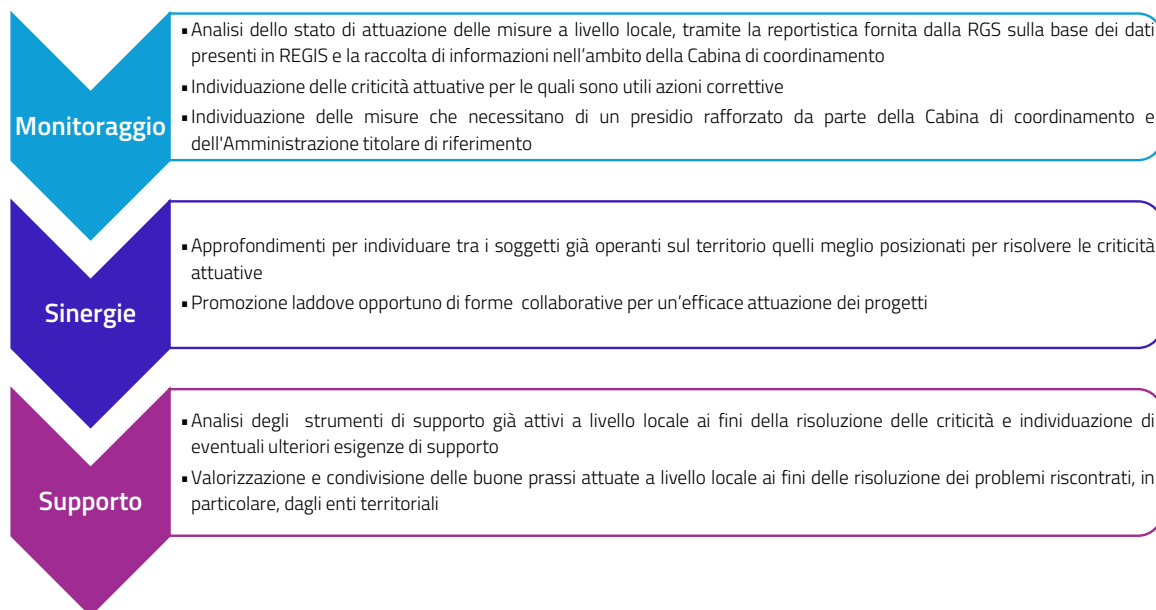 Monitoraggio
▪Analisi dello stato di attuazione delle misure a livello locale, tramite la reportistica fornita dalla RGS sulla base dei dati
presenti in REGIS e la raccolta di informazioni nell'ambito della Cabina di coordinamento
▪Individuazione delle criticità attuative per le quali sono utili azioni correttive
▪Individuazione delle misure che necessitano di un presidio rafforzato da parte della Cabina di coordinamento e
dell'Amministrazione titolare di riferimento
Sinergie
▪Approfondimenti per individuare tra i soggetti già operanti sul territorio quelli meglio posizionati per risolvere le criticità
attuative
▪Promozione laddove opportuno di forme collaborative per un'efficace attuazione dei progetti
Supporto
▪Analisi degli strumenti di supporto già attivi a livello locale ai fini della risoluzione delle criticità e individuazione di
eventuali ulteriori esigenze di supporto
▪Valorizzazione e condivisione delle buone prassi attuate a livello locale ai fini delle risoluzione dei problemi riscontrati, in
particolare, dagli enti territoriali